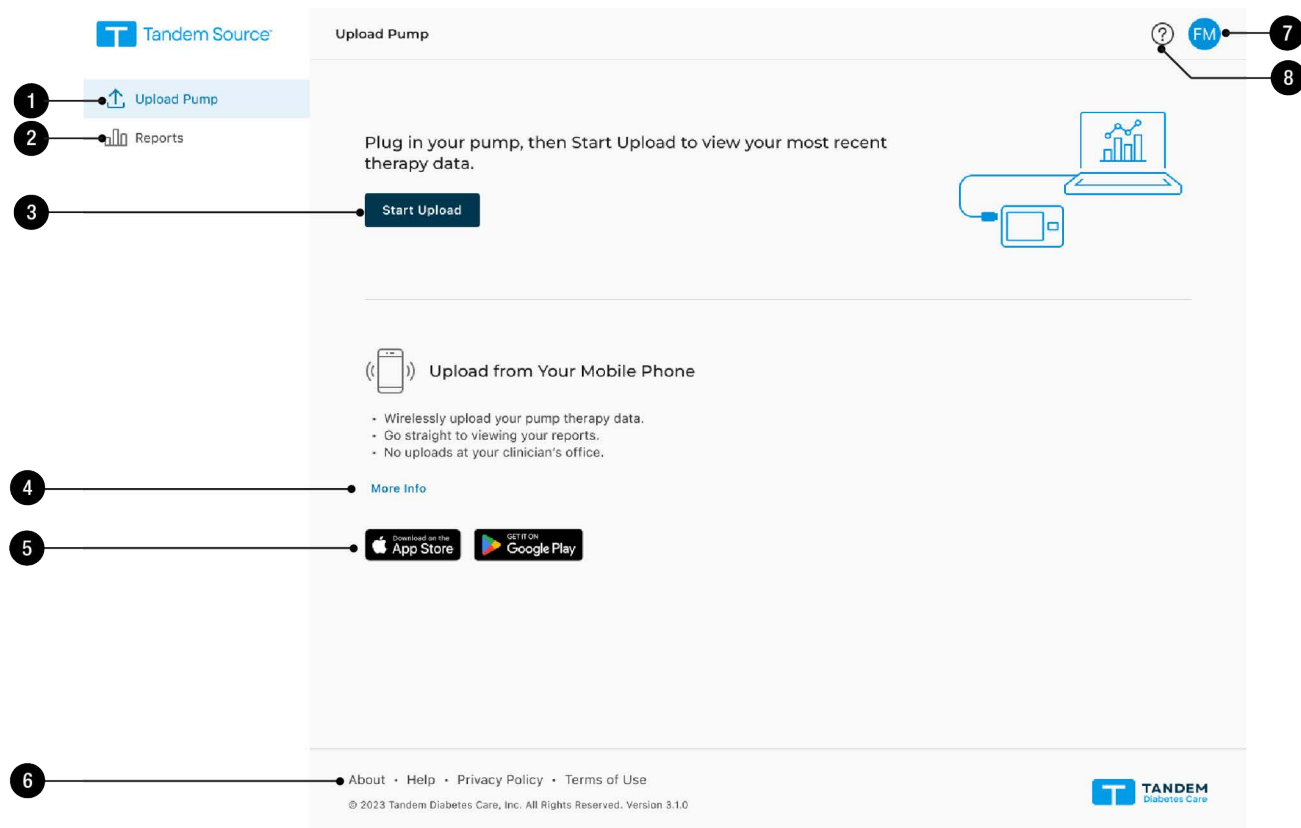 Tandem Source
Upload Pump
?
FM
7
8
1
Upload Pump
2
Reports
Plug in your pump, then Start Upload to view your most recent
therapy data.
3
Start Upload
Upload from Your Mobile Phone
• Wirelessly upload your pump therapy data.
• Go straight to viewing your reports.
• No uploads at your clinician's office.
4
More Info
5
Download on the
App Store
GET IT ON
Google Play
6
About • Help • Privacy Policy • Terms of Use
© 2023 Tandem Diabetes Care, Inc. All Rights Reserved. Version 3.1.0
TANDEM
Diabetes Care